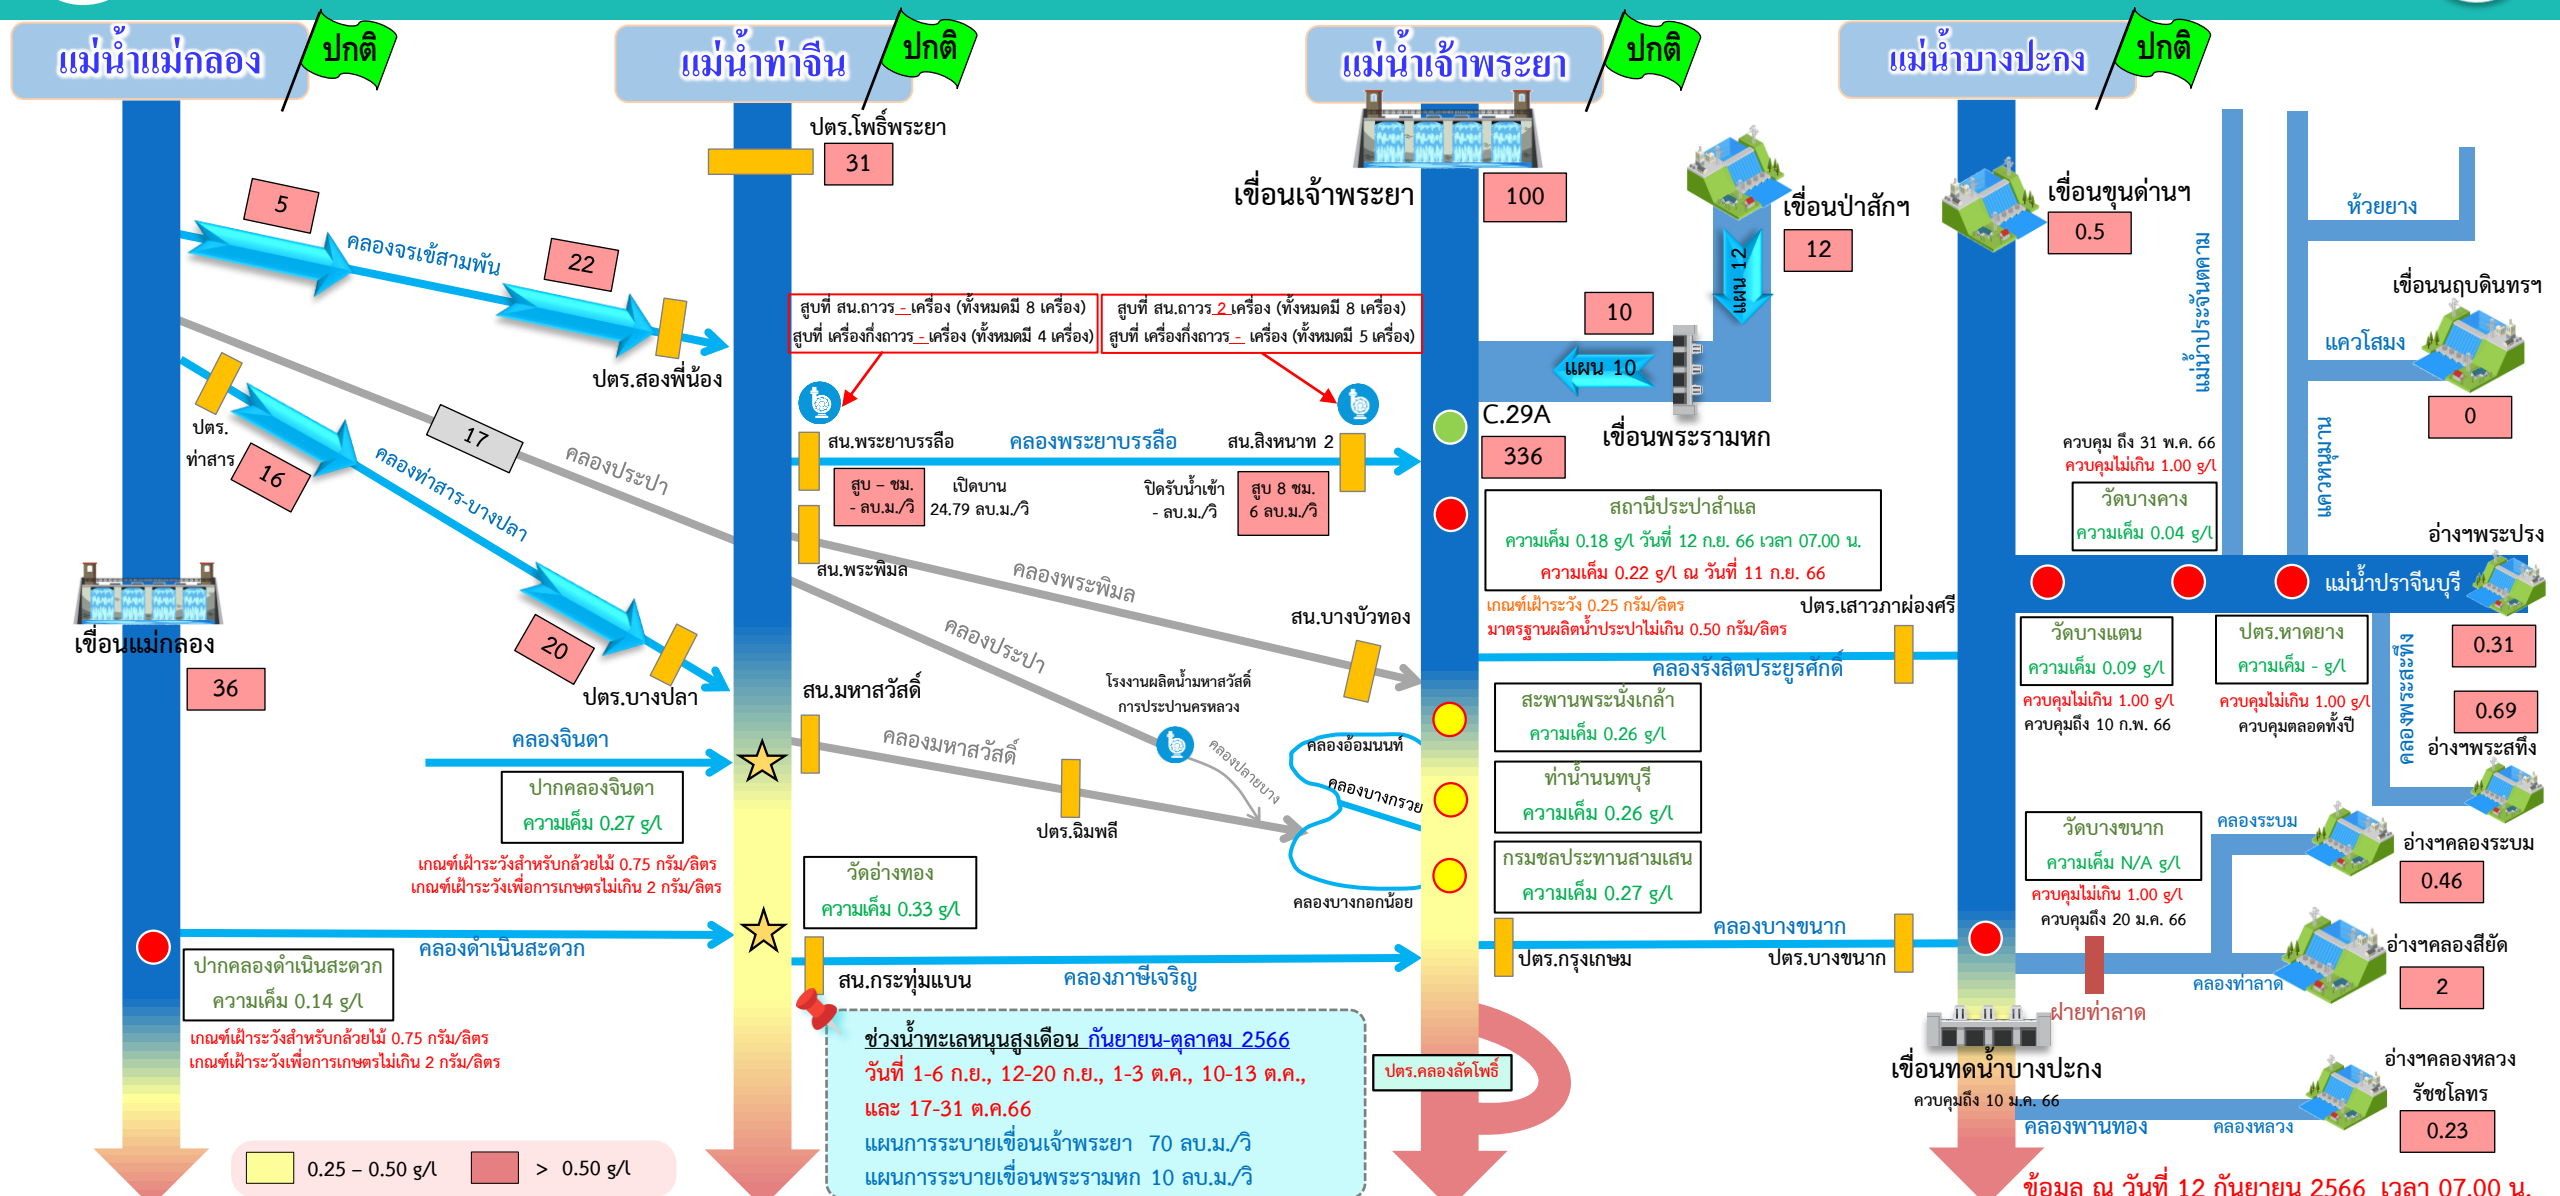 แม่น้ำแม่กลอง
ปกติ
แม่น้ำท่าจีน
ปกติ
แม่น้ำเจ้าพระยา
ปกติ
แม่น้ำบางปะกง
ปกติ
5
คลองจรเข้สามพัน
22
ปตร.สองพี่น้อง
ปตร.
ท่าสาร
16
17
คลองประปา
คลองท่าสาร-บางปลา
20
ปตร.บางปลา
เขื่อนแม่กลอง
36
คลองจินดา
ปากคลองจินดา
ความเค็ม 0.27 g/l
เกณฑ์เฝ้าระวังสำหรับกล้วยไม้ 0.75 กรัม/ลิตร
เกณฑ์เฝ้าระวังเพื่อการเกษตรไม่เกิน 2 กรัม/ลิตร
คลองดำเนินสะดวก
ปากคลองดำเนินสะดวก
ความเค็ม 0.14 g/l
เกณฑ์เฝ้าระวังสำหรับกล้วยไม้ 0.75 กรัม/ลิตร
เกณฑ์เฝ้าระวังเพื่อการเกษตรไม่เกิน 2 กรัม/ลิตร
0.25 – 0.50 g/l
> 0.50 g/l
ปตร.โพธิ์พระยา
31
สูบที่ สน.ถาวร - เครื่อง (ทั้งหมดมี 8 เครื่อง)
สูบที่ เครื่องกึ่งถาวร - เครื่อง (ทั้งหมดมี 4 เครื่อง)
สูบที่ สน.ถาวร 2 เครื่อง (ทั้งหมดมี 8 เครื่อง)
สูบที่ เครื่องกึ่งถาวร - เครื่อง (ทั้งหมดมี 5 เครื่อง)
สน.พระยาบรรลือ
คลองพระยาบรรลือ
สน.สิงหนาท 2
สูบ – ชม.
- ลบ.ม./วิ
เปิดบาน
24.79 ลบ.ม./วิ
ปิดรับน้ำเข้า
- ลบ.ม./วิ
สูบ 8 ชม.
6 ลบ.ม./วิ
สน.พระพิมล
คลองพระพิมล
สน.บางบัวทอง
คลองประปา
โรงงานผลิตน้ำมหาสวัสดิ์
การประปานครหลวง
สน.มหาสวัสดิ์
คลองมหาสวัสดิ์
คลองปลายบาง
ปตร.ฉิมพลี
คลองอ้อมนนท์
คลองบางกรวย
คลองบางกอกน้อย
วัดอ่างทอง
ความเค็ม 0.33 g/l
สน.กระทุ่มแบน
คลองภาษีเจริญ
ช่วงน้ำทะเลหนุนสูงเดือน กันยายน-ตุลาคม 2566
วันที่ 1-6 ก.ย., 12-20 ก.ย., 1-3 ต.ค., 10-13 ต.ค.,
และ 17-31 ต.ค.66
แผนการระบายเขื่อนเจ้าพระยา 70 ลบ.ม./วิ
แผนการระบายเขื่อนพระรามหก 10 ลบ.ม./วิ
ปตร.คลองลัดโพธิ์
เขื่อนเจ้าพระยา
100
เขื่อนป่าสักฯ
12
แผน 12
10
แผน 10
เขื่อนพระรามหก
C.29A
336
สถานีประปาสำแล
ความเค็ม 0.18 g/l วันที่ 12 ก.ย. 66 เวลา 07.00 น.
ความเค็ม 0.22 g/l ณ วันที่ 11 ก.ย. 66
เกณฑ์เฝ้าระวัง 0.25 กรัม/ลิตร
มาตรฐานผลิตน้ำประปาไม่เกิน 0.50 กรัม/ลิตร
ปตร.เสาวภาผ่องศรี
คลองรังสิตประยูรศักดิ์
สะพานพระนั่งเกล้า
ความเค็ม 0.26 g/l
ท่าน้ำนนทบุรี
ความเค็ม 0.26 g/l
กรมชลประทานสามเสน
ความเค็ม 0.27 g/l
คลองบางขนาก
ปตร.กรุงเกษม
ปตร.บางขนาก
เขื่อนขุนด่านฯ
0.5
แม่น้ำประจันตคาม
ห้วยยาง
เขื่อนนฤบดินทรฯ
แควโสมง
0
แควหนุมาน
ควบคุม ถึง 31 พ.ค. 66
ควบคุมไม่เกิน 1.00 g/l
วัดบางคาง
ความเค็ม 0.04 g/l
อ่างฯพระปรง
แม่น้ำปราจีนบุรี
0.31
วัดบางแตน
ความเค็ม 0.09 g/l
ควบคุมไม่เกิน 1.00 g/l
ควบคุมถึง 10 ก.พ. 66
ปตร.หาดยาง
ความเค็ม - g/l
ควบคุมไม่เกิน 1.00 g/l
ควบคุมตลอดทั้งปี
คลองพระสะทึง
0.69
อ่างฯพระสทึง
วัดบางขนาก
ความเค็ม N/A g/l
ควบคุมไม่เกิน 1.00 g/l
ควบคุมถึง 20 ม.ค. 66
คลองระบม
อ่างฯคลองระบม
0.46
อ่างฯคลองสียัด
2
คลองท่าลาด
ฝายท่าลาด
เขื่อนทดน้ำบางปะกง
ควบคุมถึง 10 ม.ค. 66
คลองพานทอง
คลองหลวง
อ่างฯคลองหลวง
รัชชโลทร
0.23
ข้อมูล ณ วันที่ 12 กันยายน 2566 เวลา 07.00 น.